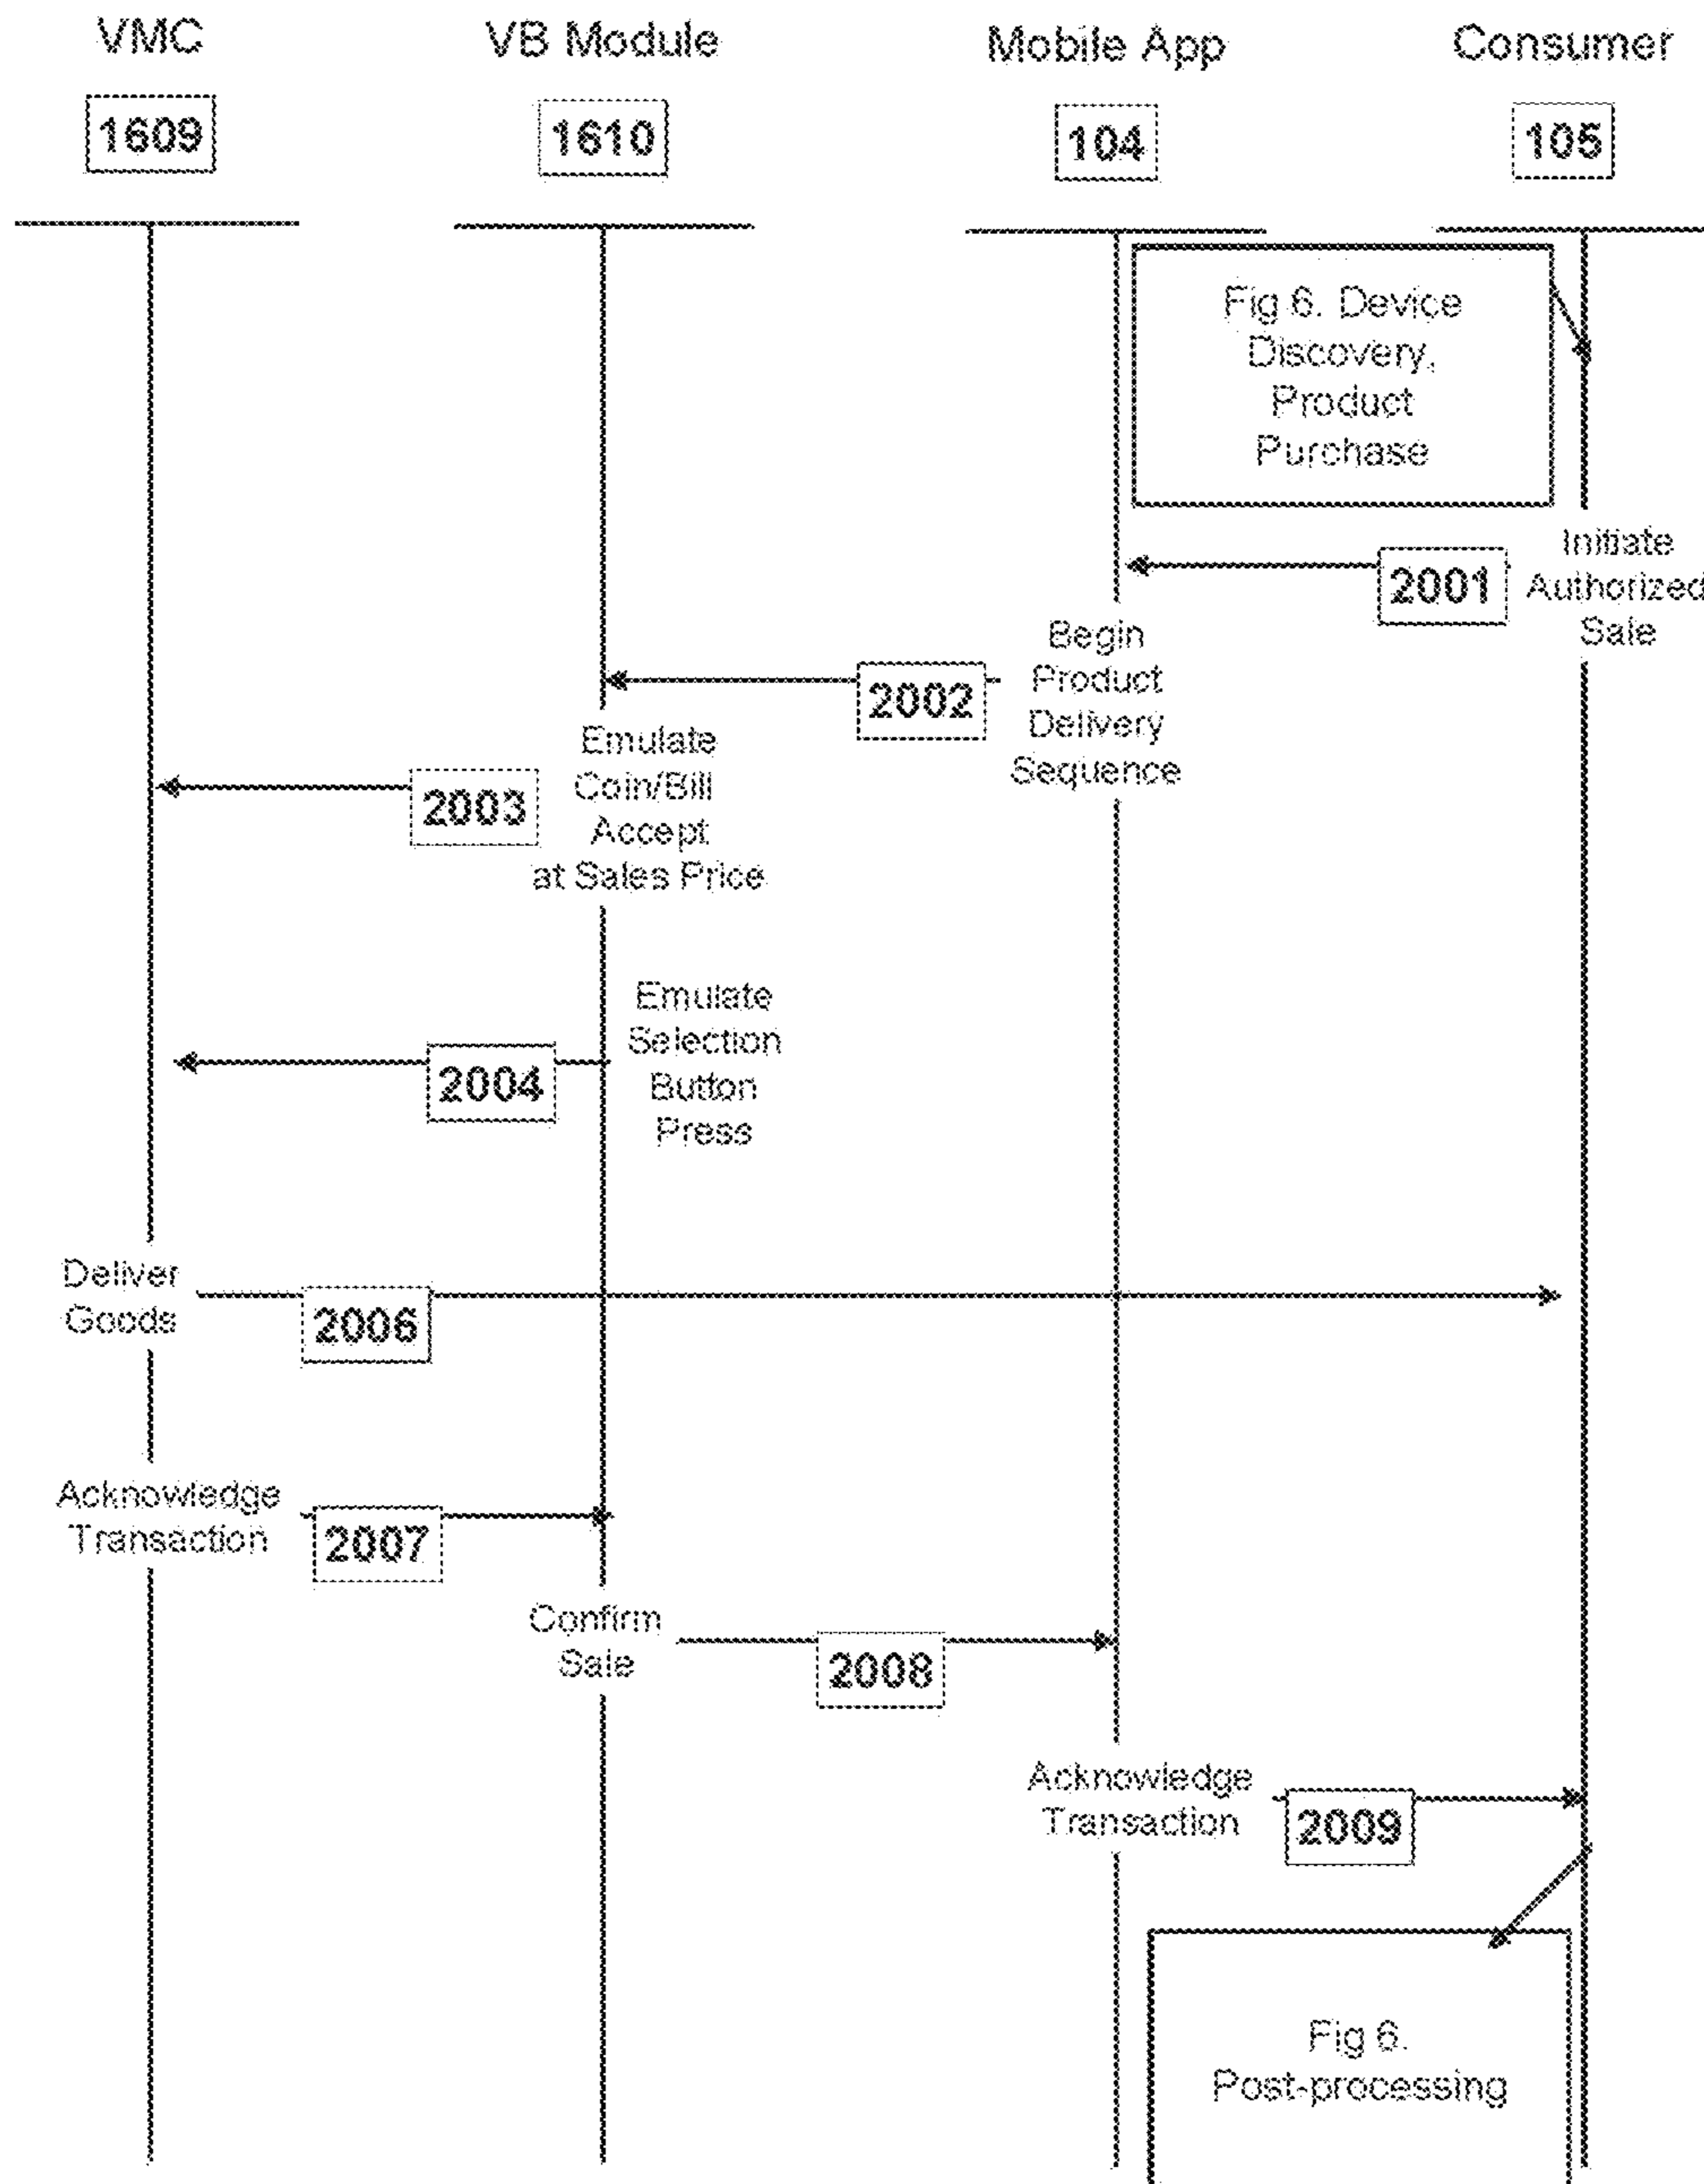 VMC
VB Module
Mobile App
Consumer
1609
1610
104
105
Fig 6. Device
Discovery,
Product
Purchase
2001
Initiate
Authorized
Sale
2002
Begin
Product
Delivery
Sequence
2003
Emulate
Coin/Bill
Accept
at Sales Price
2004
Emulate
Selection
Button
Press
Deliver
Goods
2006
Acknowledge
Transaction
2007
Confirm
Sale
2008
Acknowledge
Transaction
2009
Fig 6.
Post-processing